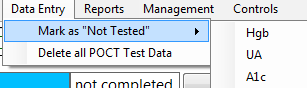 Data Entry Reports Management Controls
Mark as "Not Tested" Hgb
Delete all POCT Test Data UA
not completed A1c